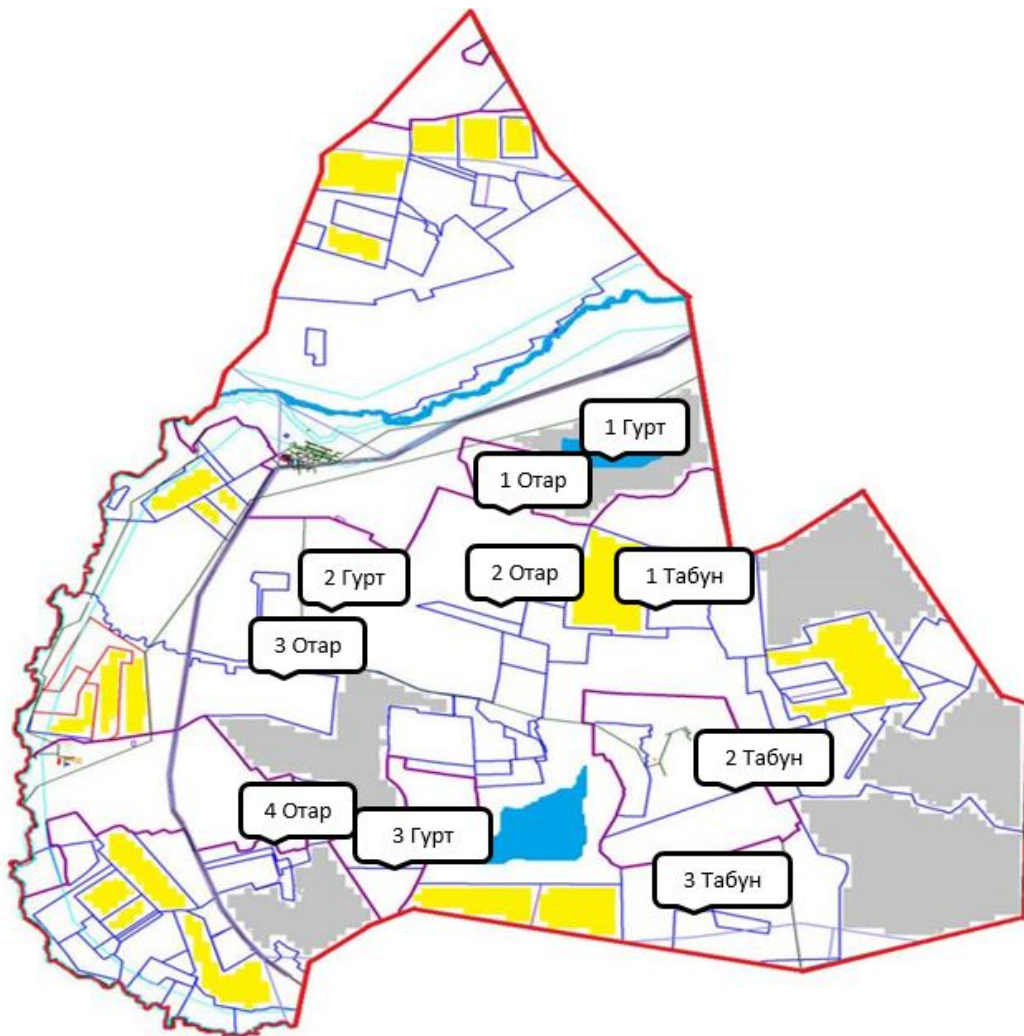 1 Гурт
1 Отар
2 Гурт
2 Отар
1 Табун
3 Отар
2 Табун
4 Отар
3 Гурт
3 Табун